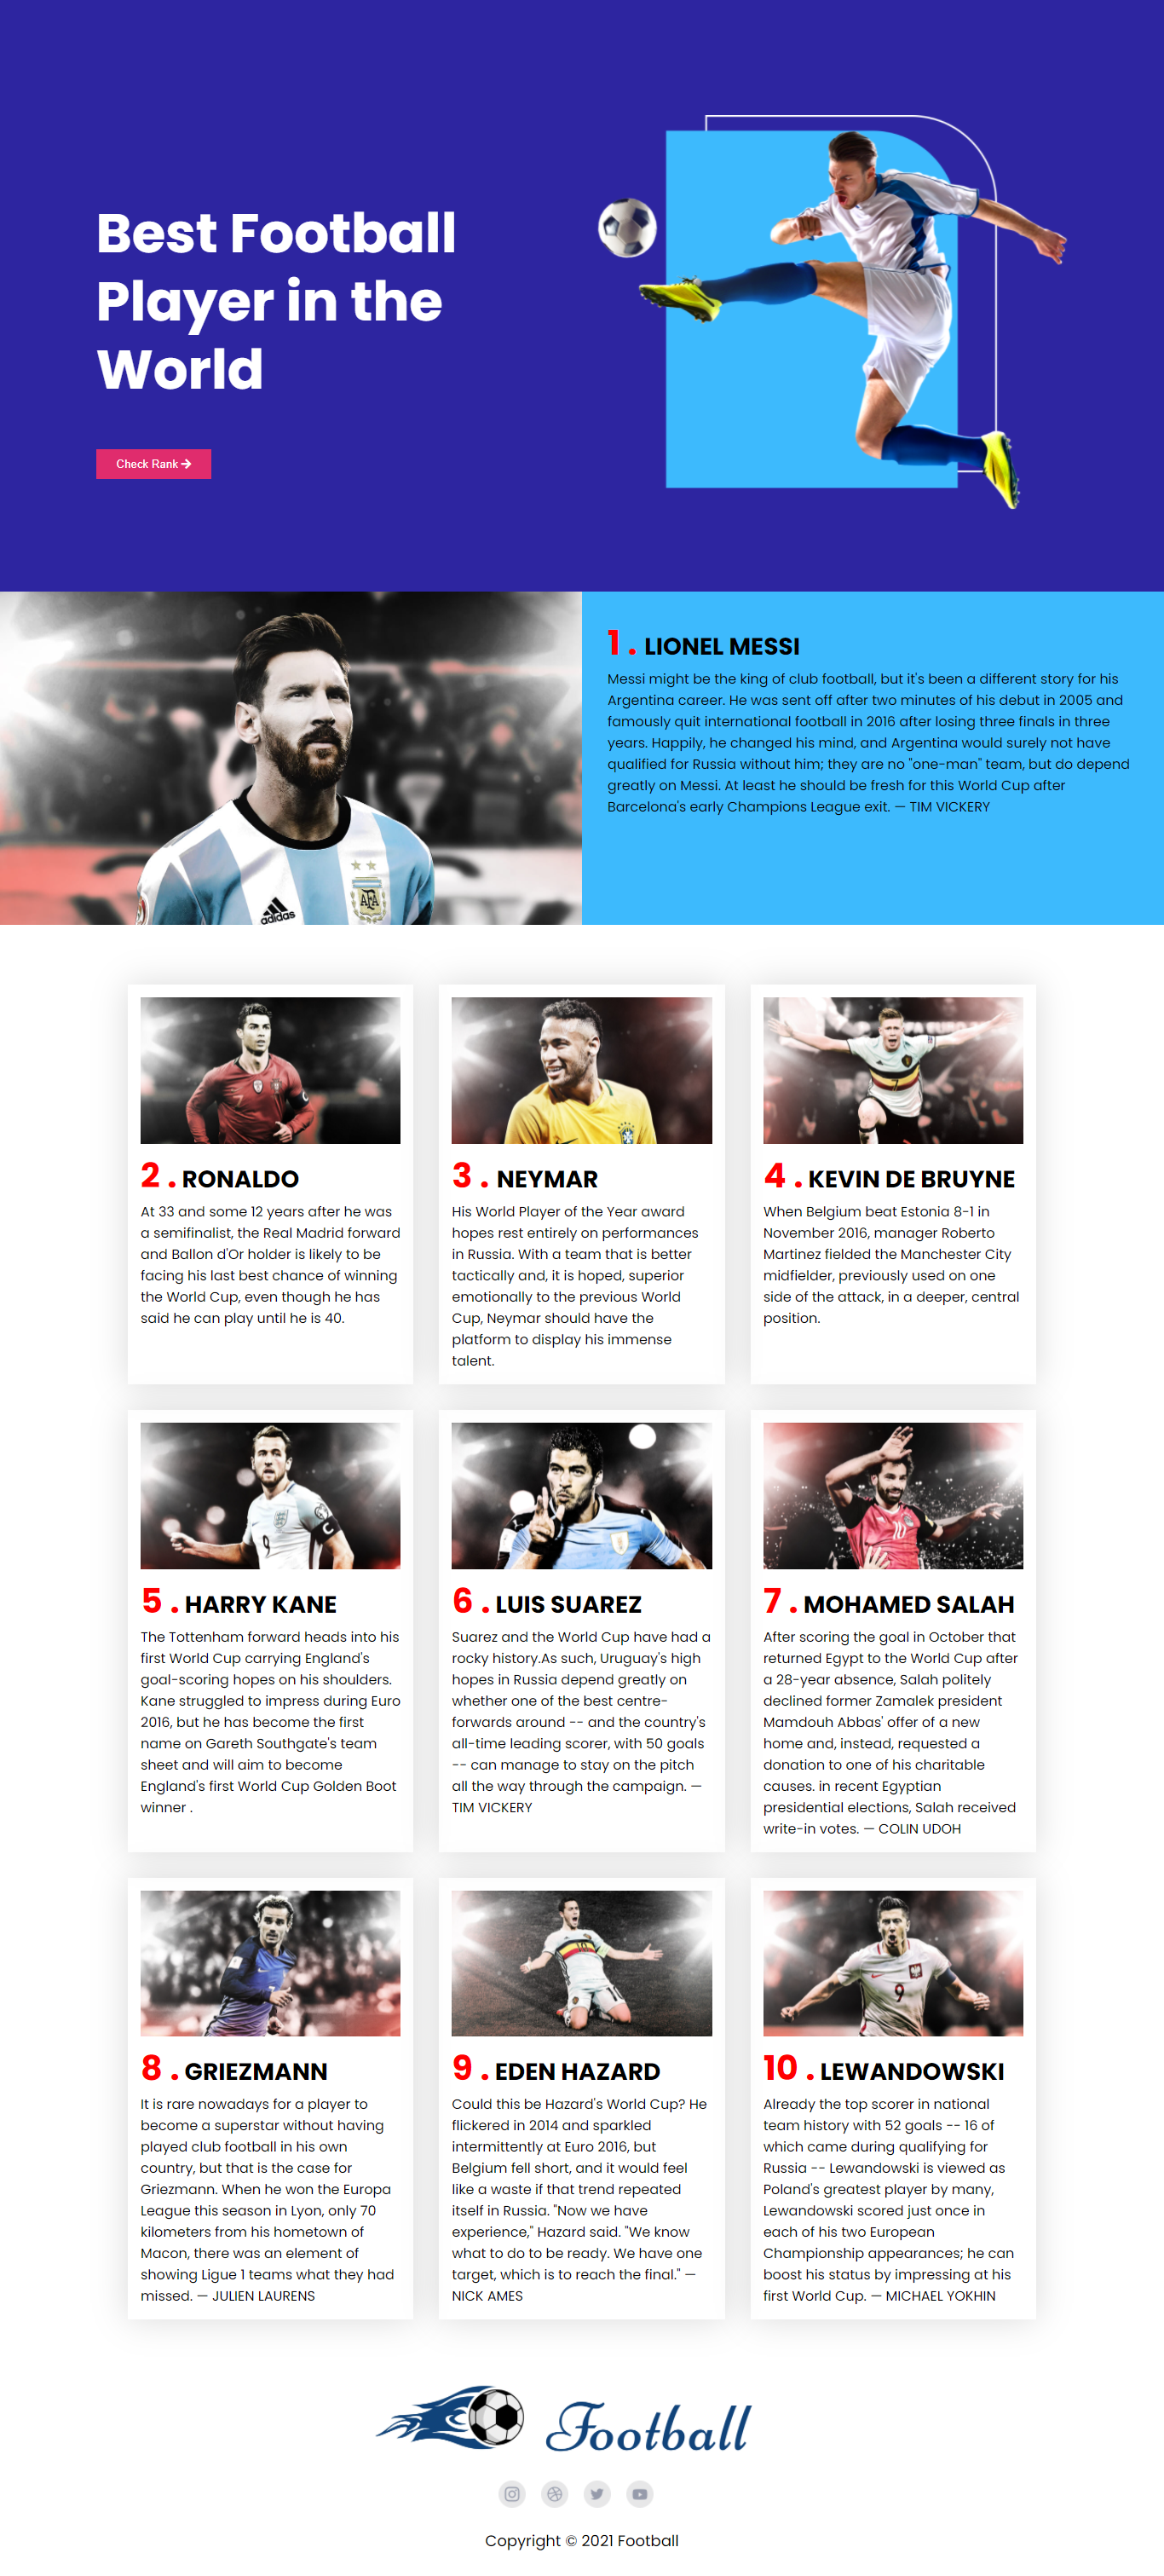 Best Football
Player in the
World
Check Rank
adidas
AFA
1 . LIONEL MESSI
Messi might be the king of club football, but it's been a different story for his
Argentina career. He was sent off after two minutes of his debut in 2005 and
famously quit international football in 2016 after losing three finals in three
years. Happily, he changed his mind, and Argentina would surely not have
qualified for Russia without him; they are no "one-man" team, but do depend
greatly on Messi. At least he should be fresh for this World Cup after
Barcelona's early Champions League exit. — TIM VICKERY
7
2 . RONALDO
At 33 and some 12 years after he was
a semifinalist, the Real Madrid forward
and Ballon d'Or holder is likely to be
facing his last best chance of winning
the World Cup, even though he has
said he can play until he is 40.
3 . NEYMAR
His World Player of the Year award
hopes rest entirely on performances
in Russia. With a team that is better
tactically and, it is hoped, superior
emotionally to the previous World
Cup, Neymar should have the
platform to display his immense
talent.
4 . KEVIN DE BRUYNE
When Belgium beat Estonia 8-1 in
November 2016, manager Roberto
Martinez fielded the Manchester City
midfielder, previously used on one
side of the attack, in a deeper, central
position.
9
C
10
5 . HARRY KANE
The Tottenham forward heads into his
first World Cup carrying England's
goal-scoring hopes on his shoulders.
Kane struggled to impress during Euro
2016, but he has become the first
name on Gareth Southgate's team
sheet and will aim to become
England's first World Cup Golden Boot
winner .
6 . LUIS SUAREZ
Suarez and the World Cup have had a
rocky history.As such, Uruguay's high
hopes in Russia depend greatly on
whether one of the best centre-
forwards around -- and the country's
all-time leading scorer, with 50 goals
-- can manage to stay on the pitch
all the way through the campaign. —
TIM VICKERY
7 . MOHAMED SALAH
After scoring the goal in October that
returned Egypt to the World Cup after
a 28-year absence, Salah politely
declined former Zamalek president
Mamdouh Abbas' offer of a new
home and, instead, requested a
donation to one of his charitable
causes. in recent Egyptian
presidential elections, Salah received
write-in votes. — COLIN UDOH
10
9
8 . GRIEZMANN
It is rare nowadays for a player to
become a superstar without having
played club football in his own
country, but that is the case for
Griezmann. When he won the Europa
League this season in Lyon, only 70
kilometers from his hometown of
Macon, there was an element of
showing Ligue 1 teams what they had
missed. — JULIEN LAURENS
9 . EDEN HAZARD
Could this be Hazard's World Cup? He
flickered in 2014 and sparkled
intermittently at Euro 2016, but
Belgium fell short, and it would feel
like a waste if that trend repeated
itself in Russia. "Now we have
experience," Hazard said. "We know
what to do to be ready. We have one
target, which is to reach the final." —
NICK AMES
10 . LEWANDOWSKI
Already the top scorer in national
team history with 52 goals -- 16 of
which came during qualifying for
Russia -- Lewandowski is viewed as
Poland's greatest player by many,
Lewandowski scored just once in
each of his two European
Championship appearances; he can
boost his status by impressing at his
first World Cup. — MICHAEL YOKHIN
Football
Copyright © 2021 Football